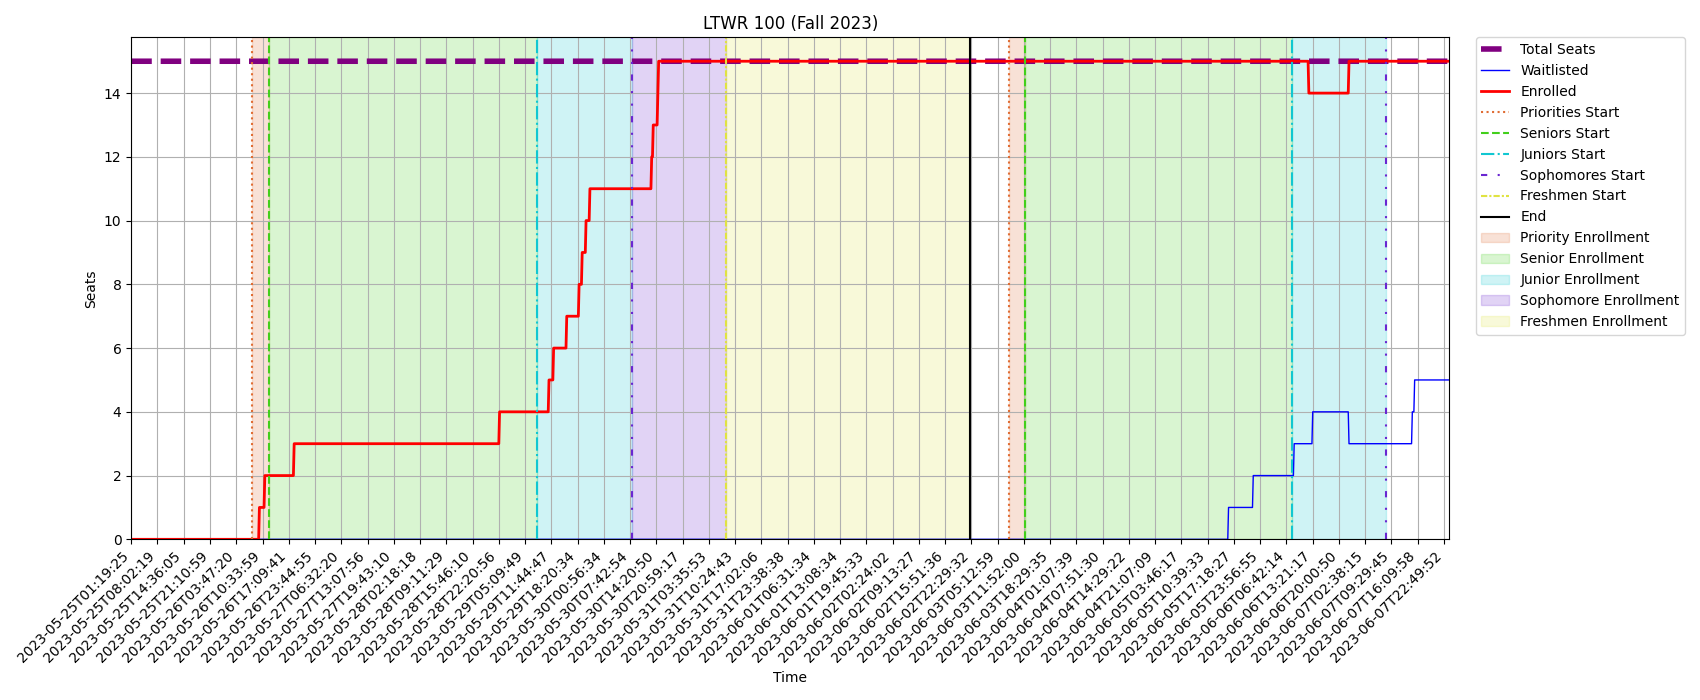 LTWR 100 (Fall 2023)
Seats
14
12
10
8
6
4
2
0
2023-05-25T01:19:25
2023-05-25T08:02:19
2023-05-25T14:36:05
2023-05-25T21:10:59
2023-05-26T03:47:20
2023-05-26T10:33:59
2023-05-26T17:09:41
2023-05-26T23:44:55
2023-05-27T06:32:20
2023-05-27T13:07:56
2023-05-27T19:43:10
2023-05-28T02:18:18
2023-05-28T09:11:29
2023-05-28T15:46:10
2023-05-28T22:20:56
2023-05-29T05:09:49
2023-05-29T11:44:47
2023-05-29T18:20:34
2023-05-30T00:56:34
2023-05-30T07:42:54
2023-05-30T14:20:50
2023-05-30T20:59:17
2023-05-31T03:35:53
2023-05-31T10:24:43
2023-05-31T17:02:06
2023-05-31T23:38:38
2023-06-01T06:31:34
2023-06-01T13:08:34
2023-06-01T19:45:33
2023-06-02T02:24:02
2023-06-02T09:13:27
2023-06-02T15:51:36
2023-06-02T22:29:32
2023-06-03T05:12:59
2023-06-03T11:52:00
2023-06-03T18:29:35
2023-06-04T01:07:39
2023-06-04T07:51:30
2023-06-04T14:29:22
2023-06-04T21:07:09
2023-06-05T03:46:17
2023-06-05T10:39:33
2023-06-05T17:18:27
2023-06-05T23:56:55
2023-06-06T06:42:14
2023-06-06T13:21:17
2023-06-06T20:00:50
2023-06-07T02:38:15
2023-06-07T09:29:45
2023-06-07T16:09:58
2023-06-07T22:49:52
Time
Total Seats
Waitlisted
Enrolled
Priorities Start
Seniors Start
Juniors Start
Sophomores Start
Freshmen Start
End
Priority Enrollment
Senior Enrollment
Junior Enrollment
Sophomore Enrollment
Freshmen Enrollment